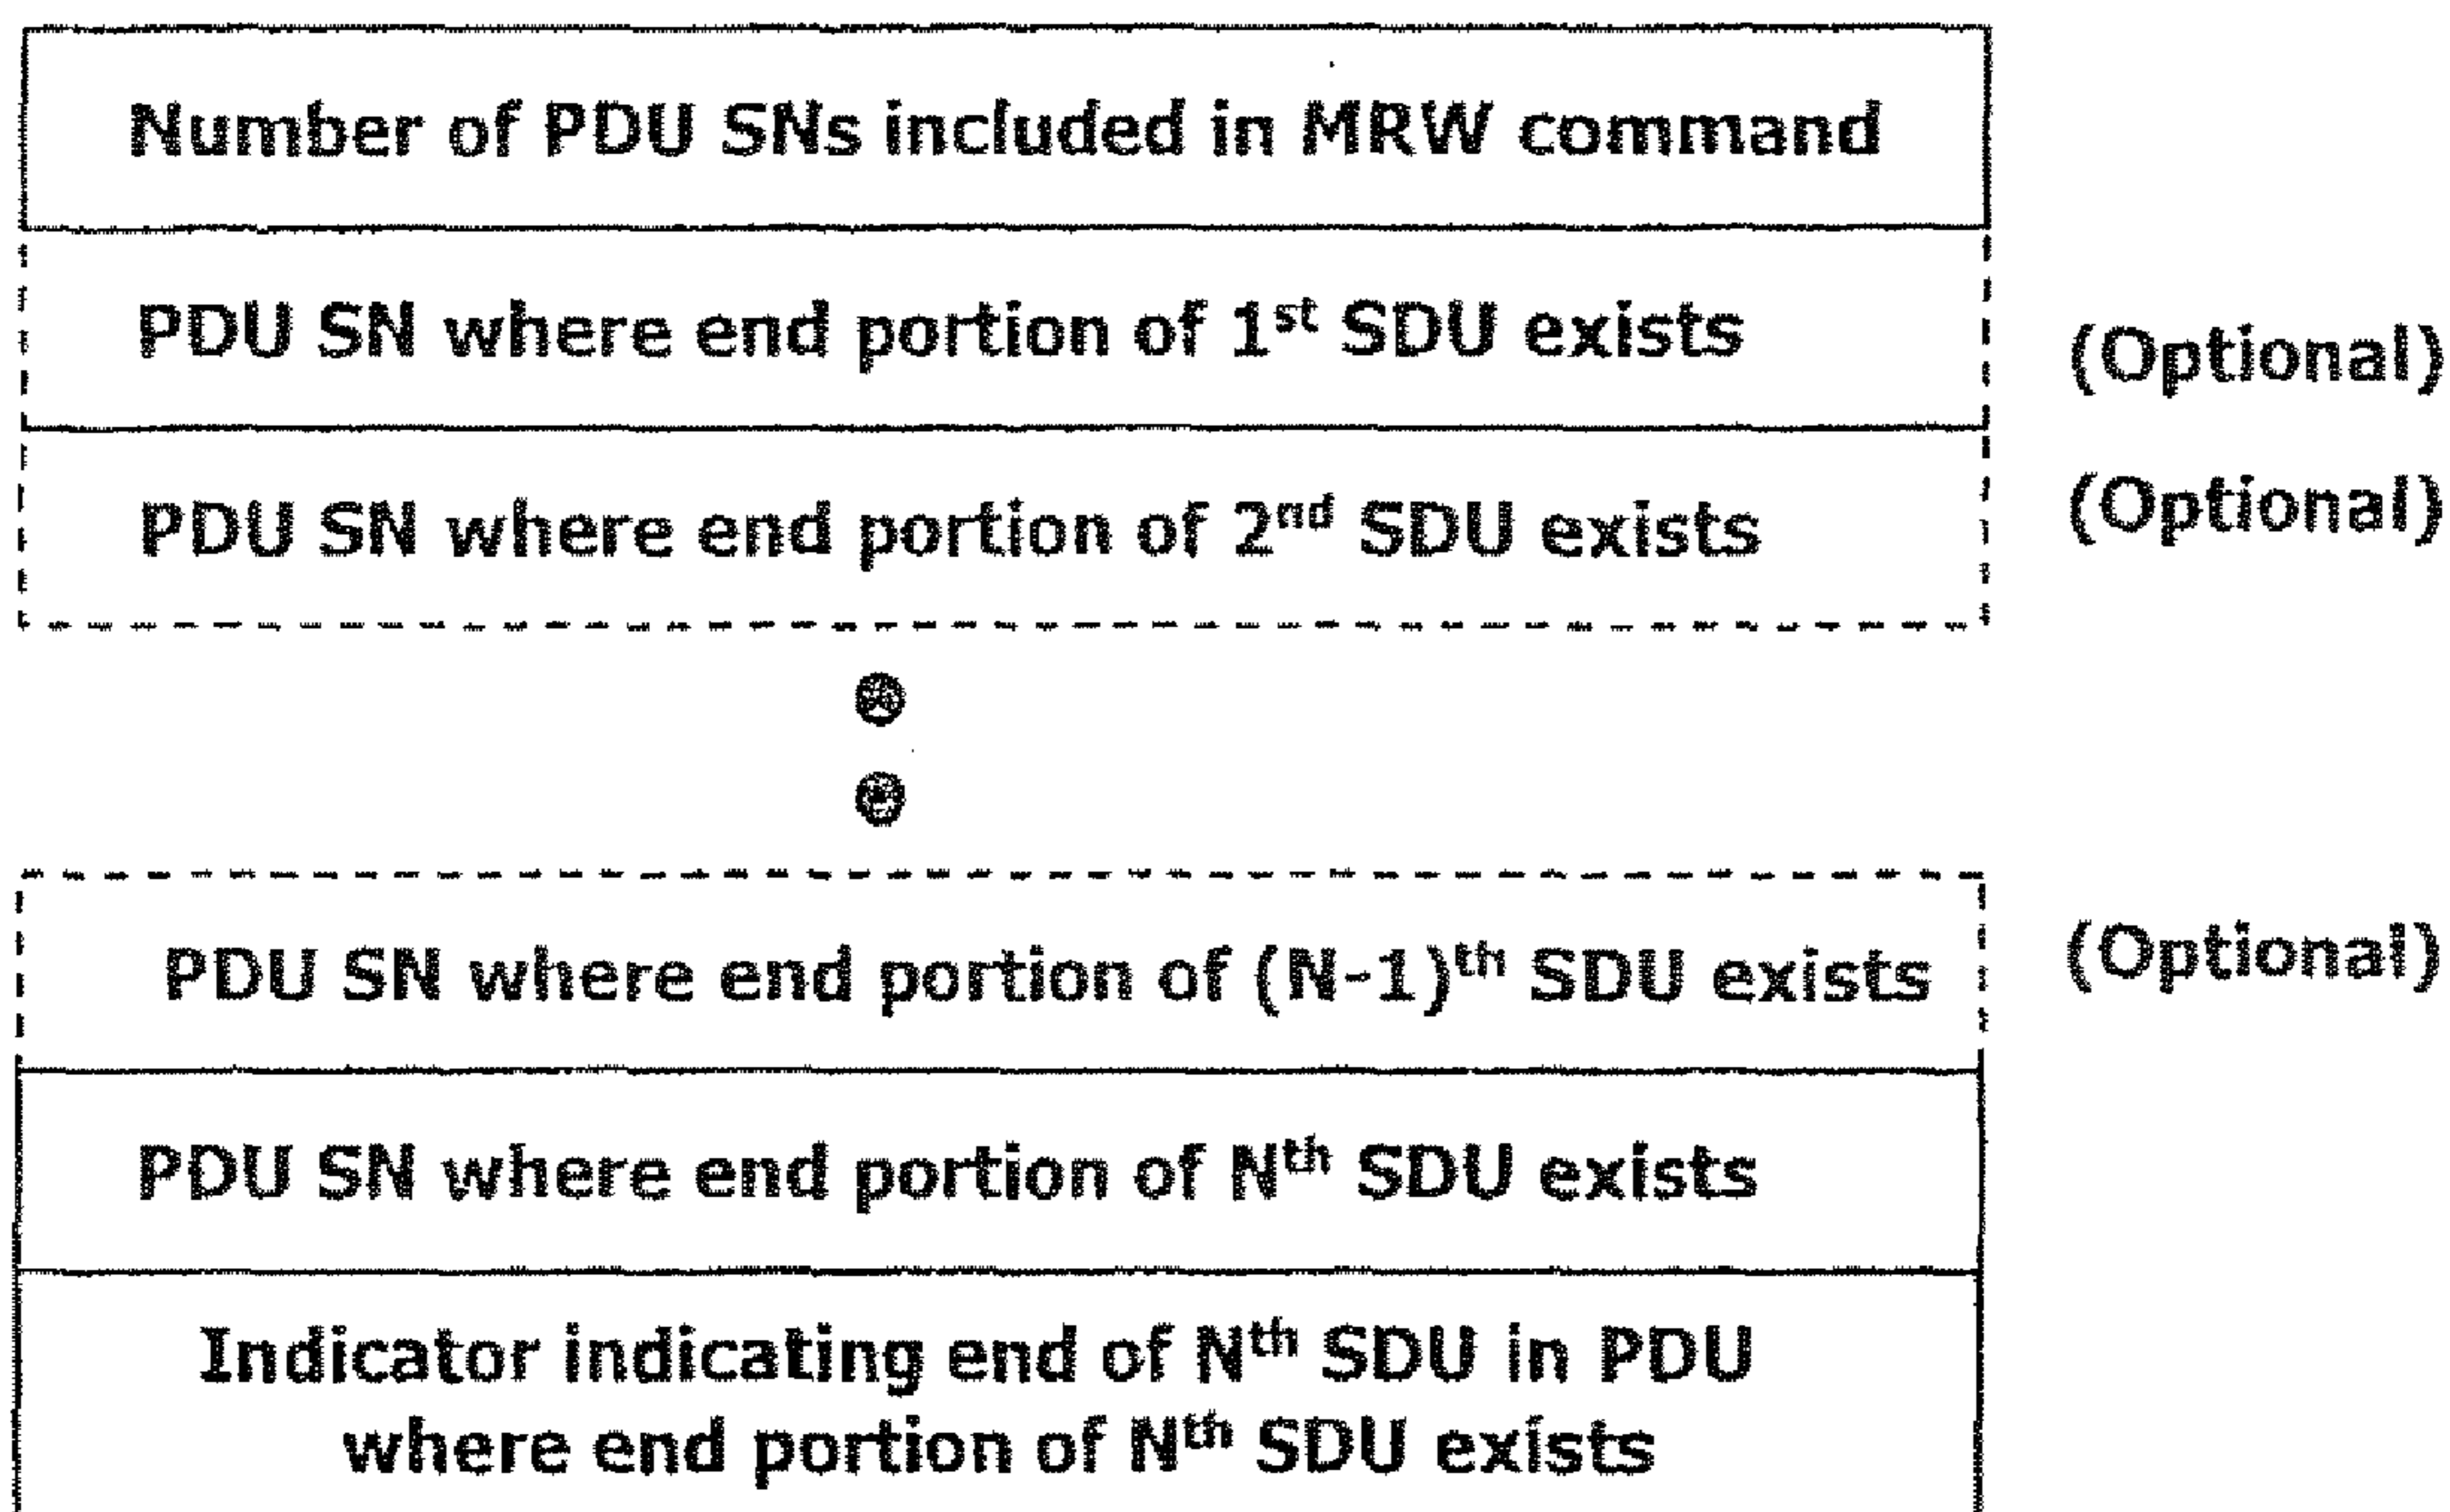 Number of PDU SNs included in MRW command
PDU SN where end portion of 1st SDU exists
(Optional)
PDU SN where end portion of 2nd SDU exists
(Optional)
PDU SN where end portion of (N-1)th SDU exists
(Optional)
PDU SN where end portion of Nth SDU exists
Indicator indicating end of Nth SDU in PDU
where end portion of Nth SDU exists